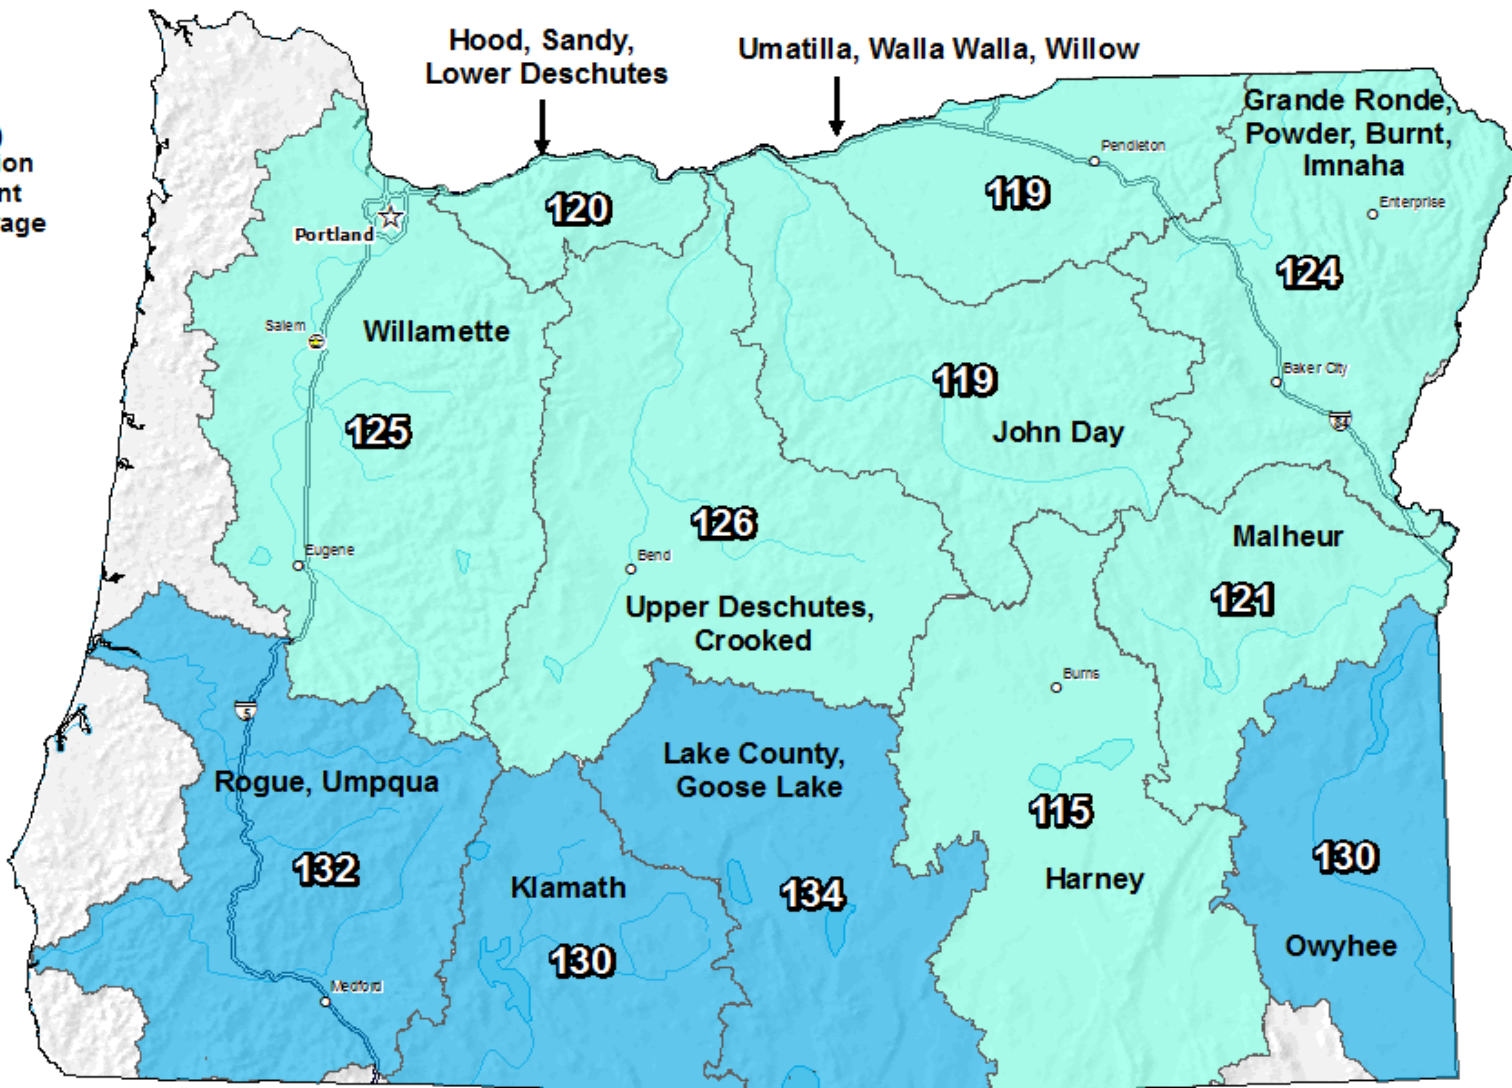 Hood, Sandy,
Lower Deschutes
Umatilla, Walla Walla, Willow
Grande Ronde,
Powder, Burnt,
Imnaha
Pendleton
119
120
Enterprise
Portland
124
Salem
Willamette
119
Baker City
84
125
John Day
126
Malheur
Eugene
Bend
121
Upper Deschutes,
Crooked
Burns
5
Lake County,
Goose Lake
Rogue, Umpqua
115
132
130
Klamath
134
Harney
130
Owyhee
Medford